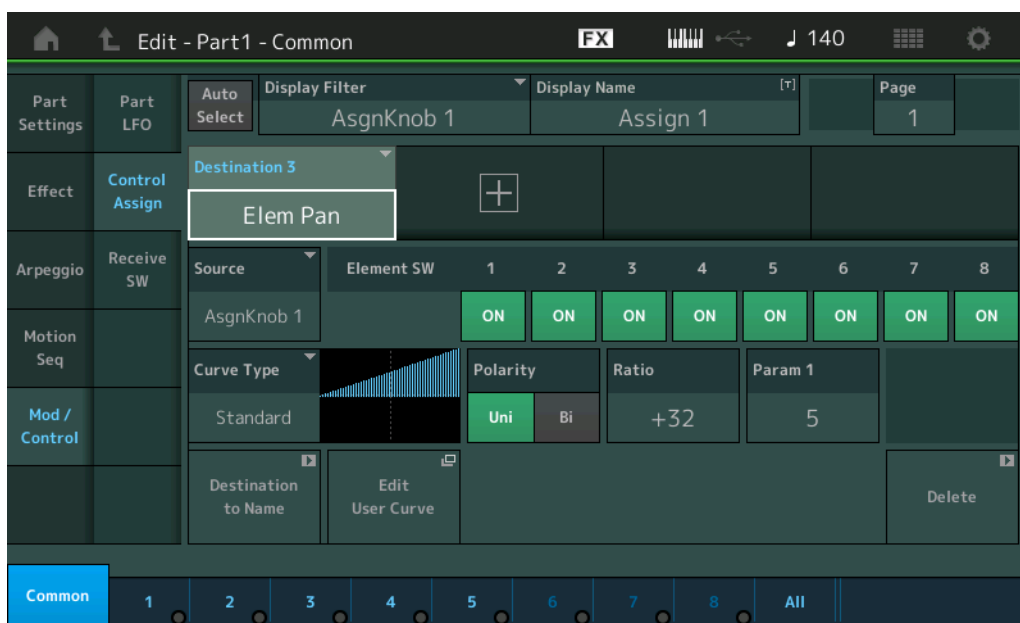 Edit - Part1 - Common
FX
140
Part Settings
Part LFO
Auto Select
Display Filter
AsgnKnob 1
Display Name
[T]
Assign 1
Page
1
Effect
Control Assign
Destination 3
Elem Pan
Arpeggio
Receive SW
Source
AsgnKnob 1
Element SW
1 2 3 4 5 6 7 8
ON ON ON ON ON ON ON ON
Motion Seq
Curve Type
Standard
Polarity
Uni Bi
Ratio
+32
Param 1
5
Mod / Control
Destination to Name
Edit User Curve
Delete
Common 1 2 3 4 5 6 7 8 All